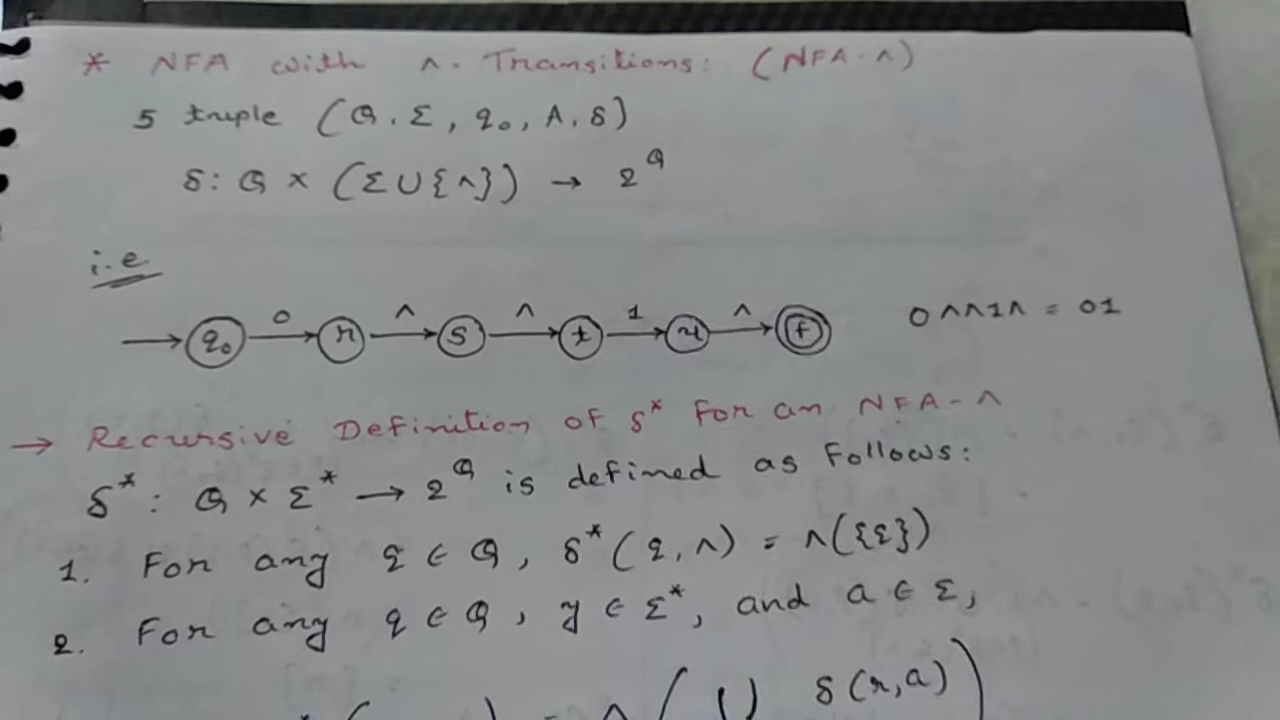 * NFA with ^- Transitions: (NFA-^)
5 tuple (Q, Σ, q₀, A, δ)
δ: Q × (Σ∪{^}) → 2^Q
i.e
q₀ 0 r ^ s ^ t 1 u ^ f 0^^1^ = 01
→ Recursive Definition of δ* for an NFA-^
δ*: Q × Σ* → 2^Q is defined as follows:
1. For any q ∈ Q, δ*(q,^) = ^({q})
2. For any q ∈ Q, y ∈ Σ*, and a ∈ Σ,
= ^(∪ δ(r,a))